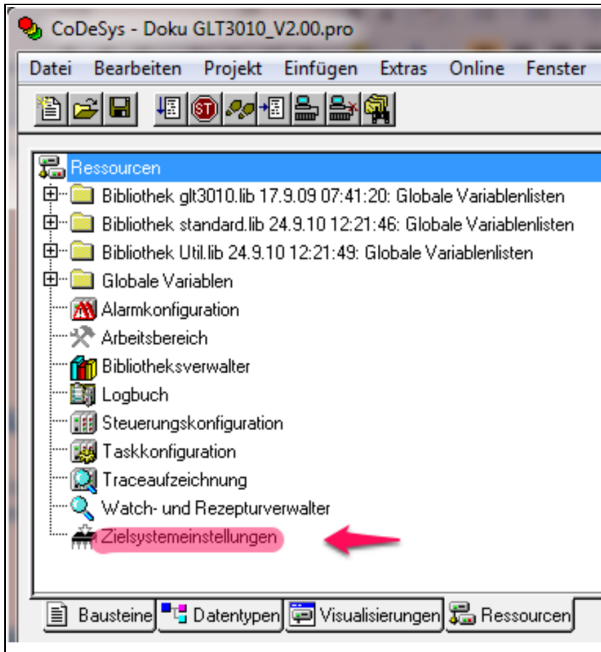 CoDeSys - Doku GLT3010_V2.00.pro
Datei Bearbeiten Projekt Einfügen Extras Online Fenster
ST
Ressourcen
Bibliothek glt3010.lib 17.9.09 07:41:20: Globale Variablenlisten
Bibliothek standard.lib 24.9.10 12:21:46: Globale Variablenlisten
Bibliothek Util.lib 24.9.10 12:21:49: Globale Variablenlisten
Globale Variablen
Alarmkonfiguration
Arbeitsbereich
Bibliotheksverwalter
Logbuch
Steuerungskonfiguration
Taskkonfiguration
Traceaufzeichnung
Watch- und Rezepturverwalter
Zielsystemeinstellungen
Bausteine Datentypen Visualisierungen Ressourcen